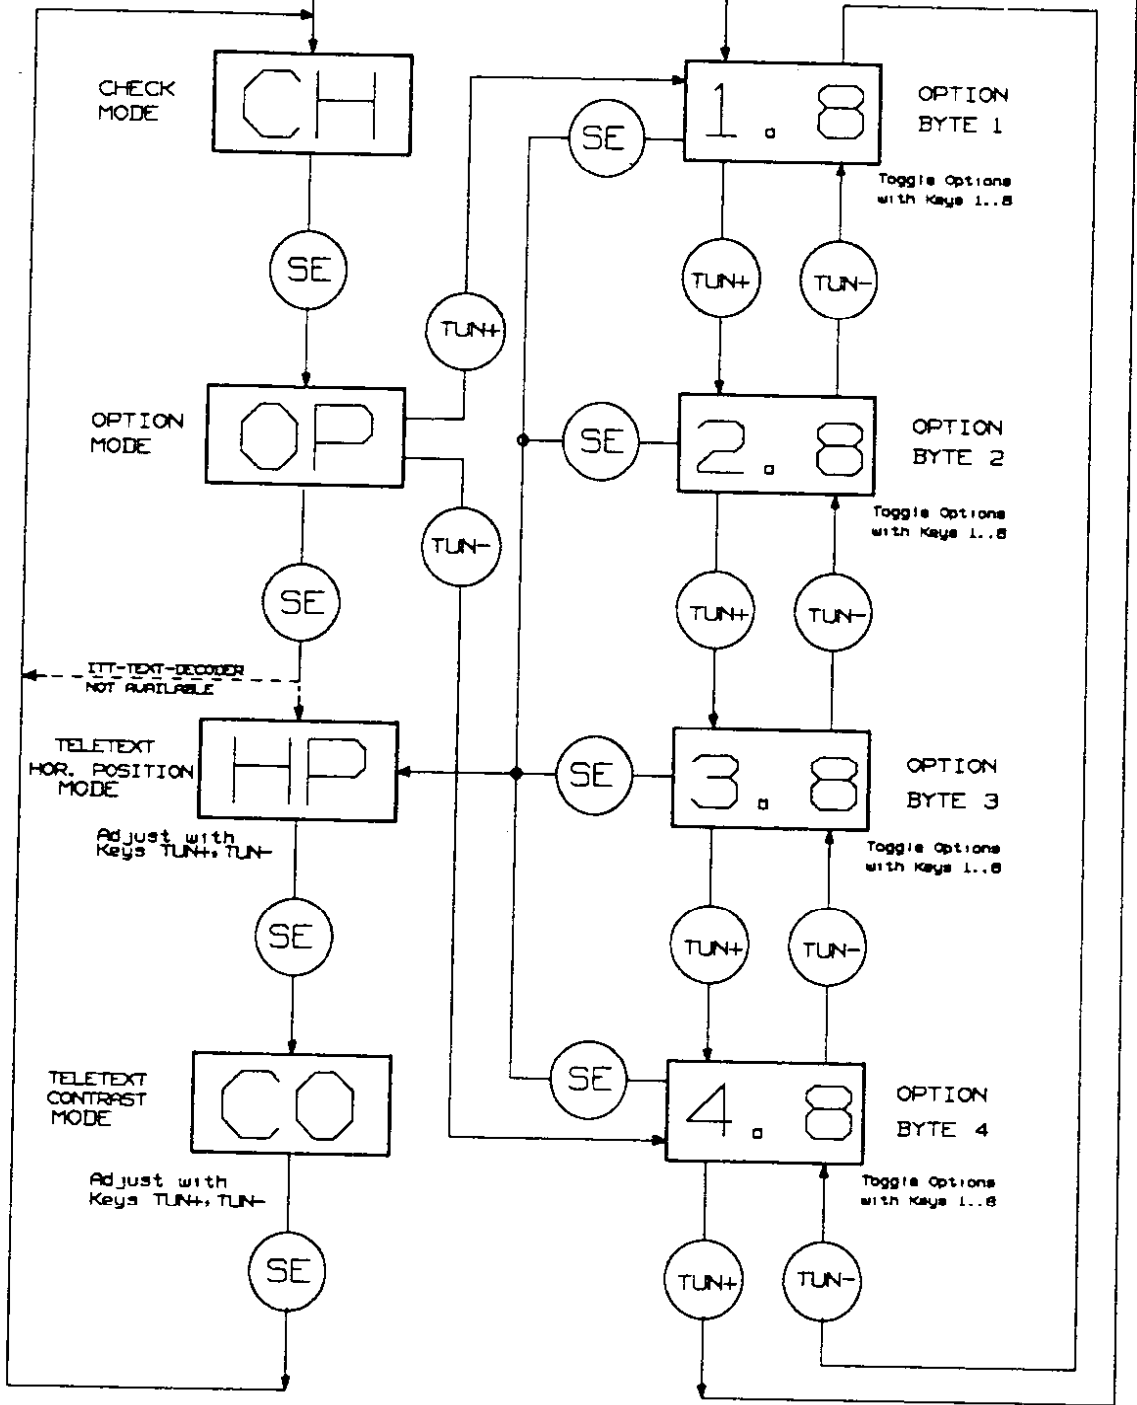 CHECK
MODE
CH
SE
OPTION
MODE
OP
TUN+
TUN-
SE
ITT-TEXT-DECODER
NOT AVAILABLE
TELETEXT
HOR. POSITION
MODE
HP
Adjust with
Keys TUN+, TUN-
SE
TELETEXT
CONTRAST
MODE
CO
Adjust with
Keys TUN+, TUN-
SE
SE
1. 8
OPTION
BYTE 1
Toggle Options
with Keys 1..8
TUN+
TUN-
SE
2. 8
OPTION
BYTE 2
Toggle Options
with Keys 1..8
TUN+
TUN-
SE
3. 8
OPTION
BYTE 3
Toggle Options
with Keys 1..8
TUN+
TUN-
SE
4. 8
OPTION
BYTE 4
Toggle Options
with Keys 1..8
TUN+
TUN-